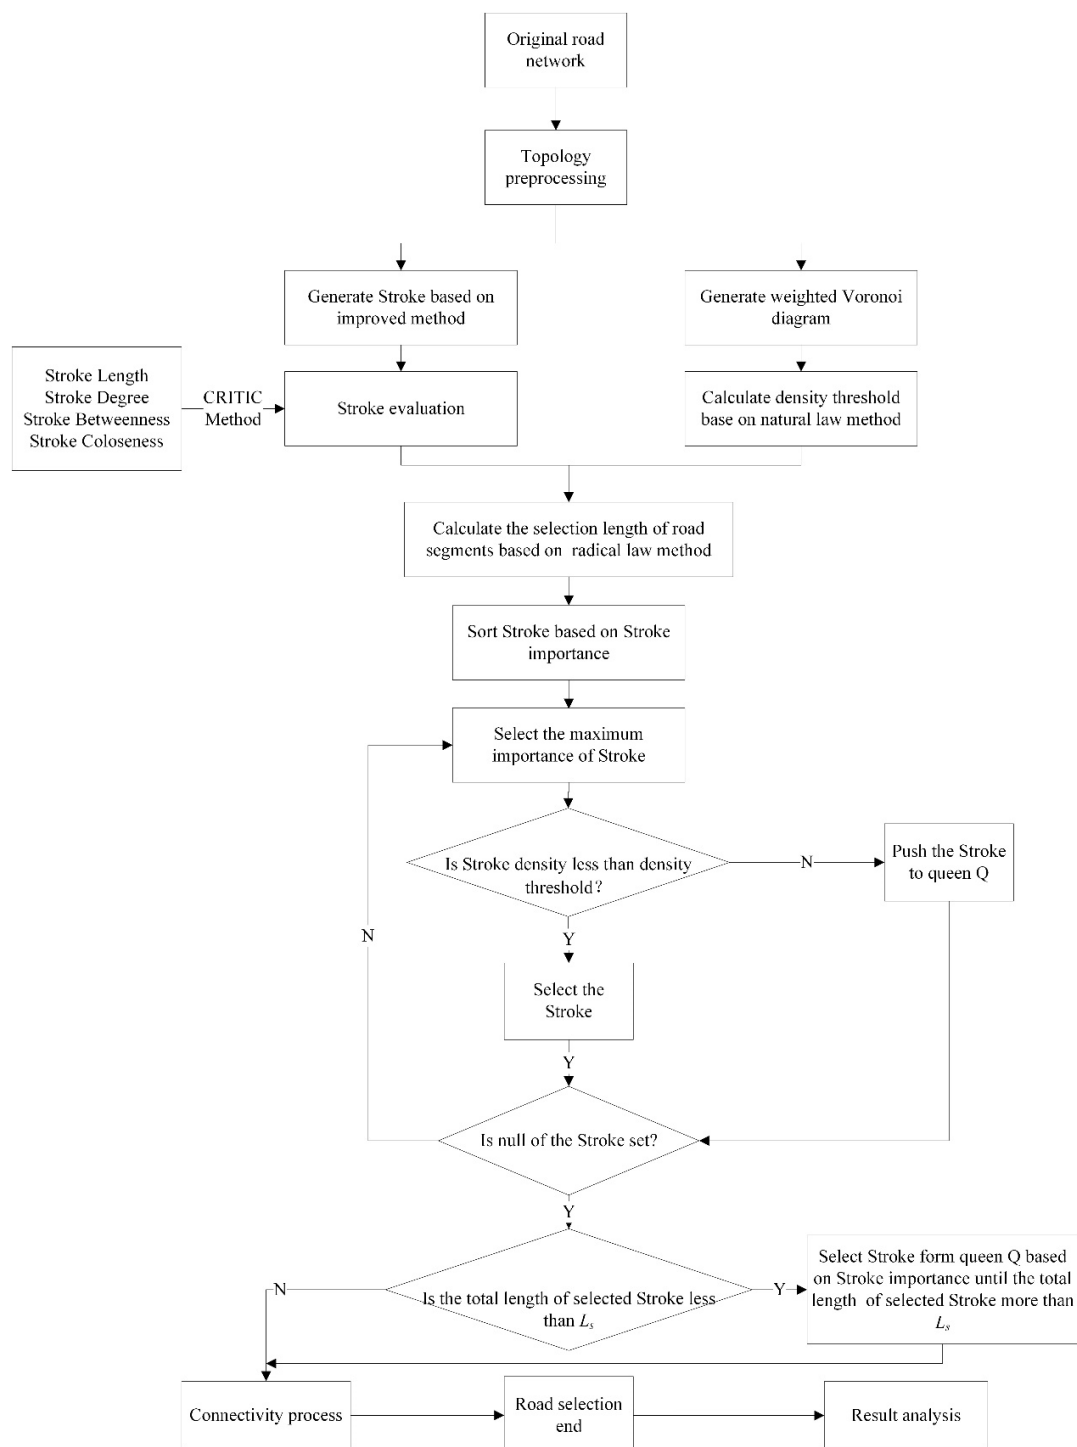 Original road
network
Topology
preprocessing
Generate Stroke based on
improved method
Generate weighted Voronoi
diagram
Stroke Length
Stroke Degree
Stroke Betweenness
Stroke Coloseness
CRITIC
Method
Stroke evaluation
Calculate density threshold
base on natural law method
Calculate the selection length of road
segments based on radical law method
Sort Stroke based on Stroke
importance
Select the maximum
importance of Stroke
Is Stroke density less than density
threshold?
N
Push the Stroke
to queen Q
N
Y
Select the
Stroke
Y
Is null of the Stroke set?
Y
N
Is the total length of selected Stroke less
than Ls
Y
Select Stroke form queen Q based
on Stroke importance until the total
length of selected Stroke more than
Ls
Connectivity process
Road selection
end
Result analysis